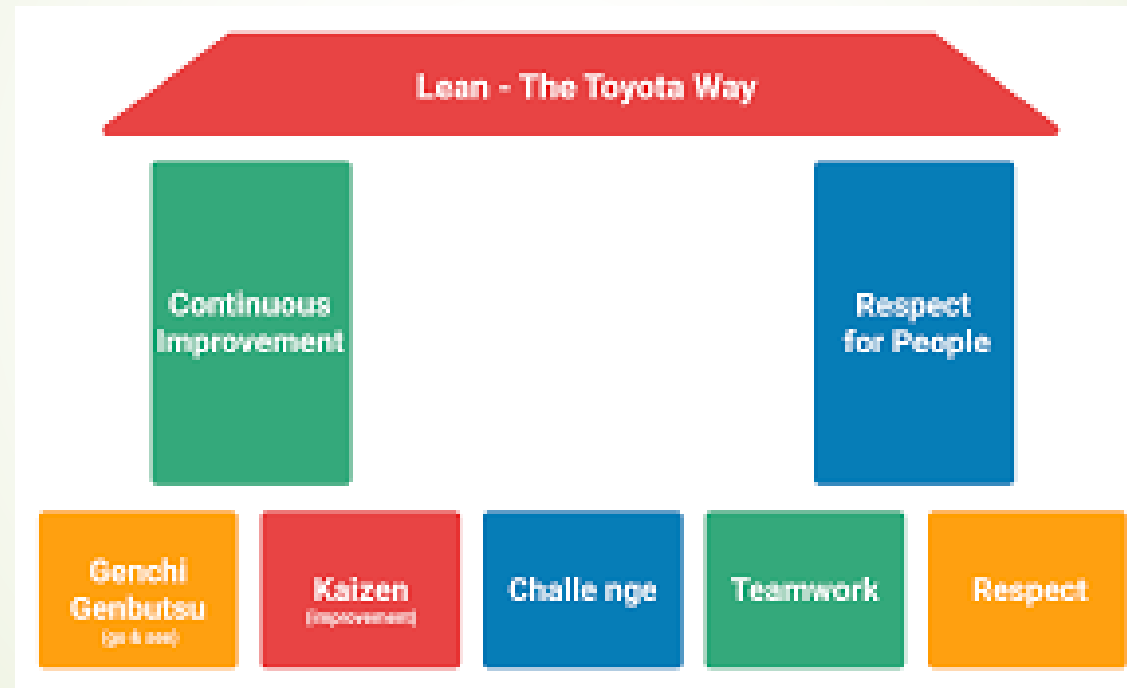 Lean - The Toyota Way
Continuous
Improvement
Respect
for People
Genchi
Genbutsu
(go & see)
Kaizen
(improvement)
Challe nge
Teamwork
Respect